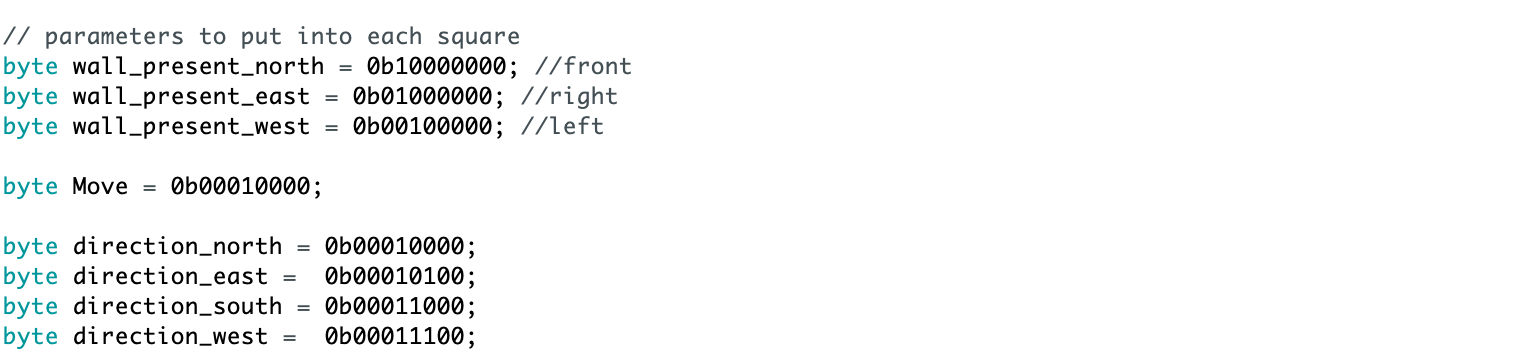 // parameters to put into each square
byte wall_present_north = 0b10000000; //front
byte wall_present_east = 0b01000000; //right
byte wall_present_west = 0b00100000; //left
byte Move = 0b00010000;
byte direction_north = 0b00010000;
byte direction_east =  0b00010100;
byte direction_south = 0b00011000;
byte direction_west =  0b00011100;